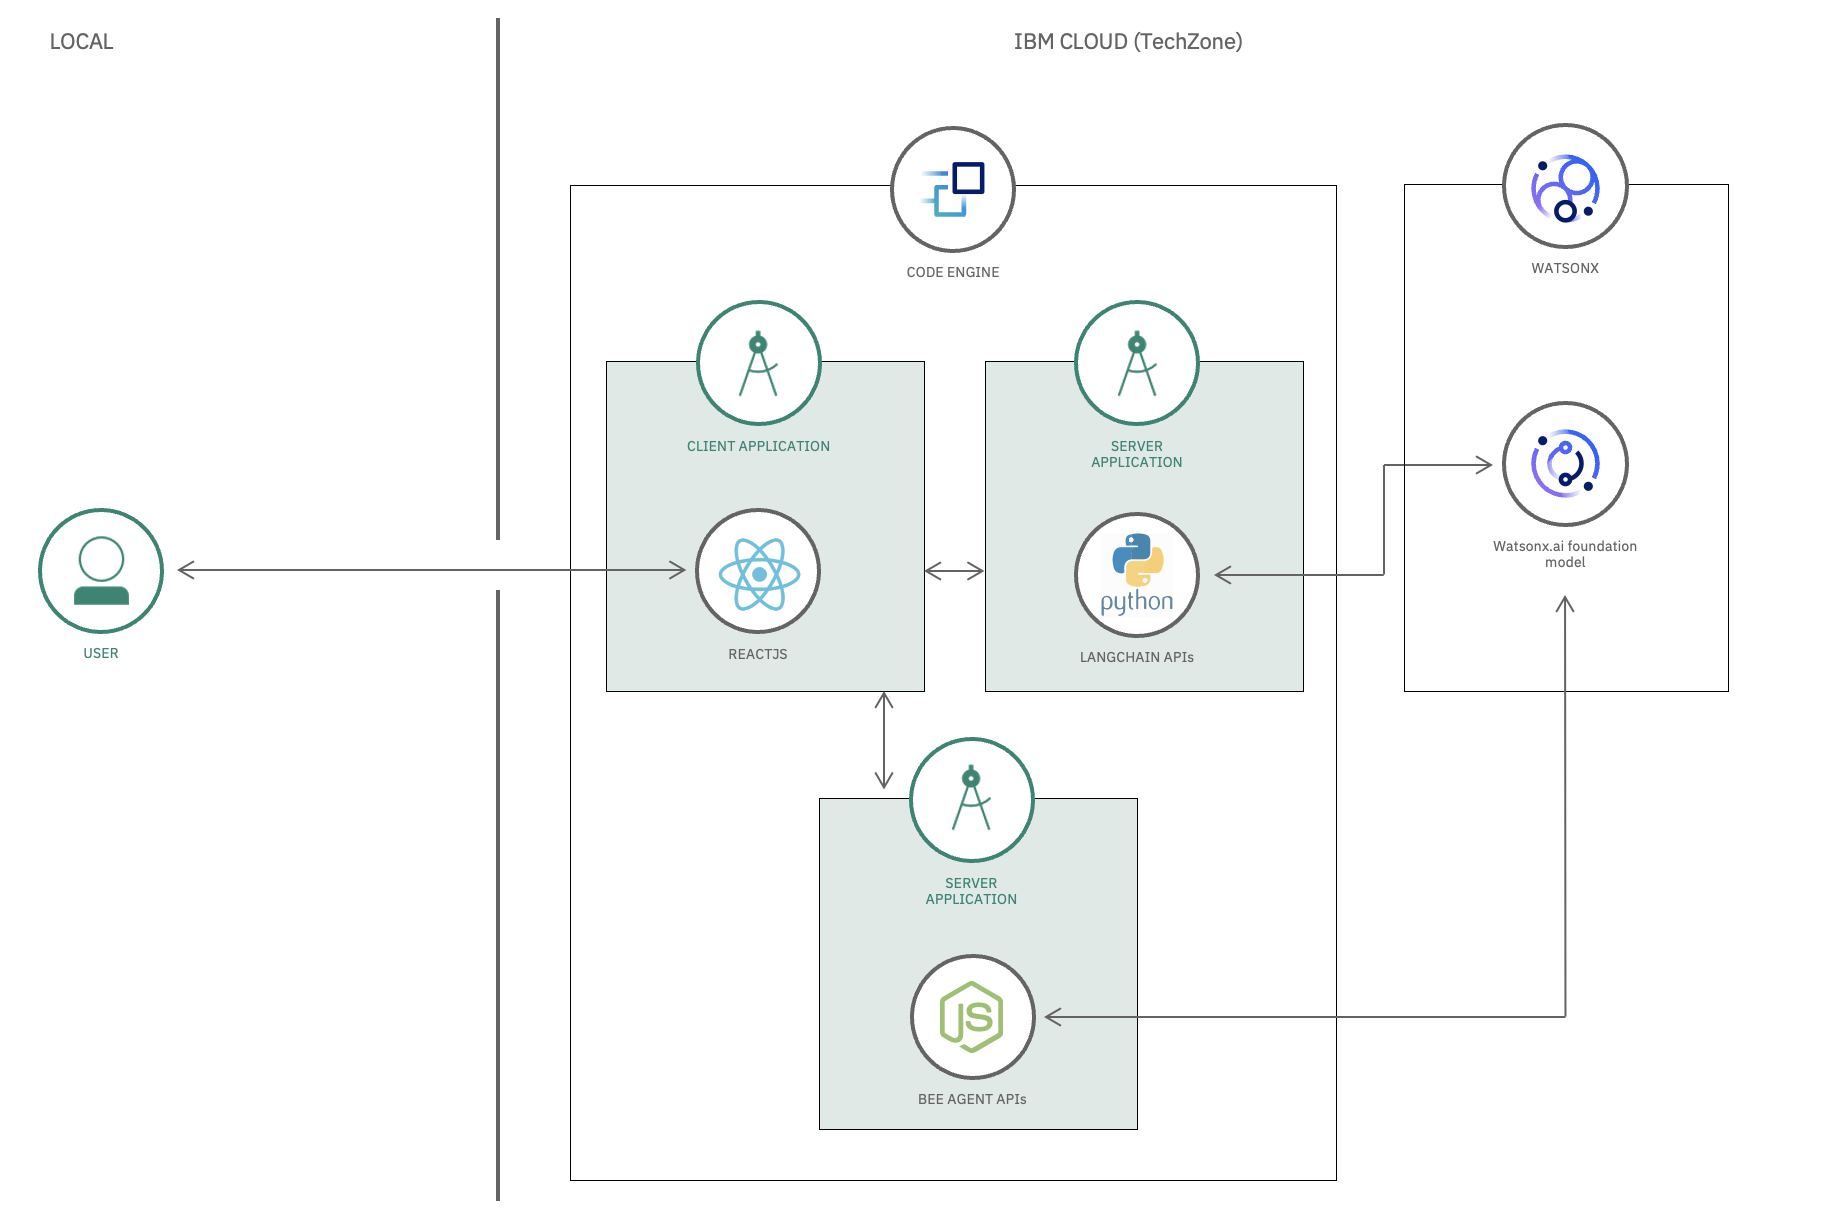 LOCAL
IBM CLOUD (TechZone)
CODE ENGINE
WATSONX
CLIENT APPLICATION
SERVER
APPLICATION
Watsonx.ai foundation
model
python
USER
REACTJS
LANGCHAIN APIs
SERVER
APPLICATION
JS
BEE AGENT APIs